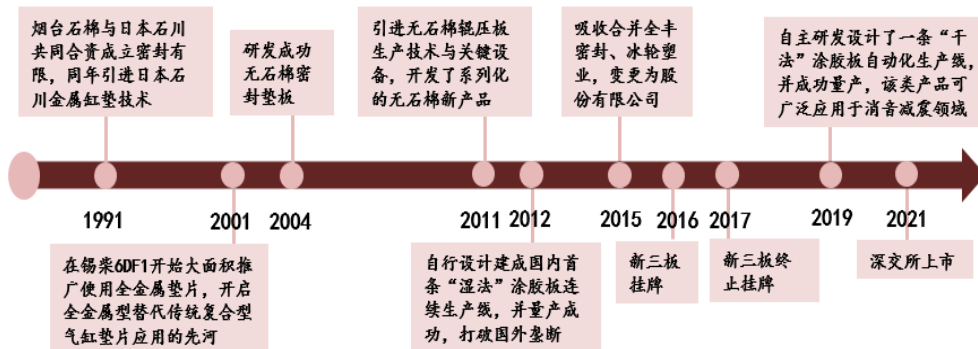 烟台石棉与日本石川
共同合资成立密封有
限，同年引进日本石
川金属缸垫技术
研发成功
无石棉密
封垫板
引进无石棉辊压板
生产技术与关键设
备，开发了系列化
的无石棉新产品
吸收合并全丰
密封、冰轮塑
业，变更为股
份有限公司
自主研发设计了一条“干
法”涂胶板自动化生产线，
并成功量产，该类产品可
广泛应用于消音减震领域
1991
2001
2004
2011
2012
2015
2016
2017
2019
2021
在锡柴6DF1开始大面积推
广使用全金属垫片，开启
全金属型替代传统复合型
气缸垫片应用的先河
自行设计建成国内首
条“湿法”涂胶板连
续生产线，并量产成
功，打破国外垄断
新三板
挂牌
新三板终
止挂牌
深交所上市